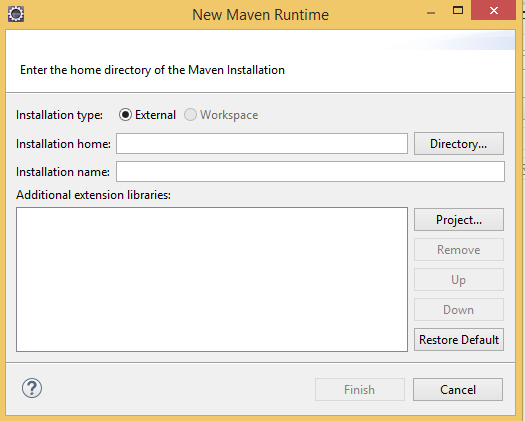 New Maven Runtime
Enter the home directory of the Maven Installation
Installation type: External Workspace
Installation home: Directory...
Installation name:
Additional extension libraries:
Project...
Remove
Up
Down
Restore Default
? Finish Cancel